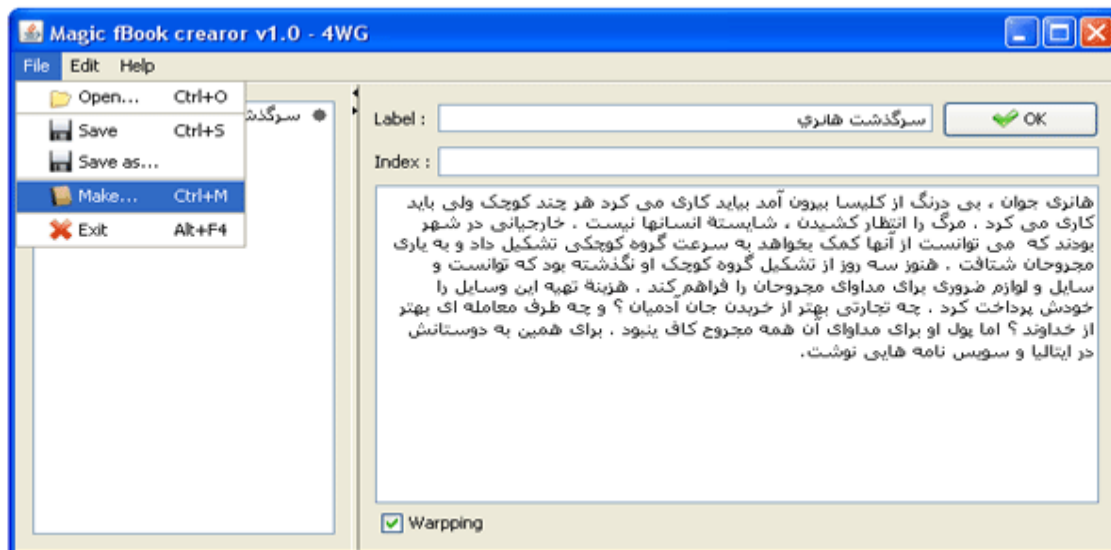 Magic fBook crearor v1.0 - 4WG
File Edit Help
Open... Ctrl+O
Save Ctrl+S
Save as...
Make... Ctrl+M
Exit Alt+F4
سرگذش
Label :
سرگذشت هانري
OK
Index :
هانری جوان ، بی درنگ از کلیسا بیرون آمد بیاید کاری می کرد هر چند کوچک ولی باید
کاری می کرد . مرگ را انتظار کشیدن ، شایستة انسانها نیست . خارجیانی در شهر
بودند که می توانست از آنها کمک بخواهد به سرعت گروه کوچکی تشکیل داد و به یاری
مجروحان شتافت . هنوز سه روز از تشکیل گروه کوچک او نگذشته بود که توانست و
سایل و لوازم ضروری برای مداوای مجروحان را فراهم کند . هزینة تهیه این وسایل را
خودش پرداخت کرد . چه تجارتی بهتر از خریدن جان آدمیان ؟ و چه طرف معامله ای بهتر
از خداوند ؟ اما پول او برای مداوای آن همه مجروح کاف ینبود . برای همین به دوستانش
در ایتالیا و سویس نامه هایی نوشت.
Warpping